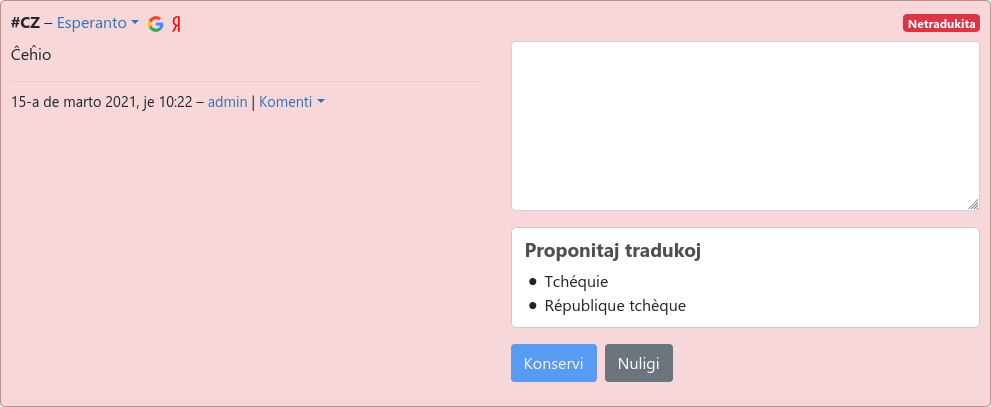 #CZ – Esperanto
Netradukita
Ĉeĥio
15-a de marto 2021, je 10:22 – admin | Komenti
Proponitaj tradukoj
• Tchéquie
• République tchèque
Konservi
Nuligi